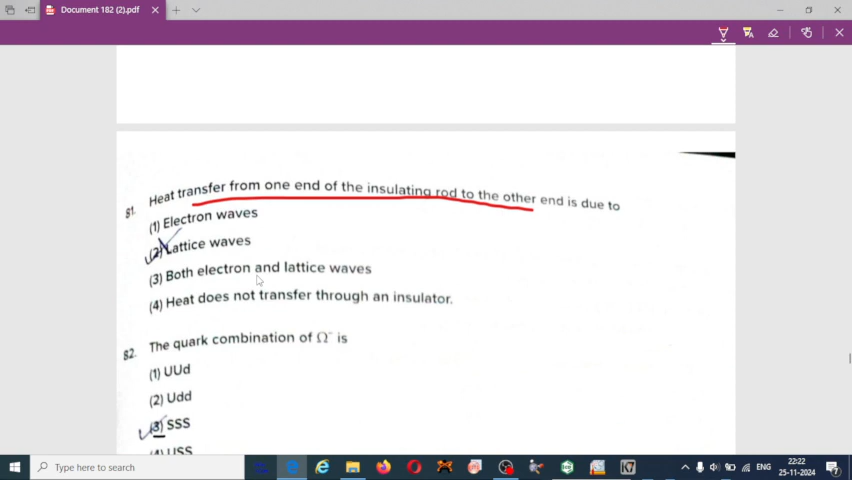 Document 182 (2).pdf
81. Heat transfer from one end of the insulating rod to the other end is due to
(1) Electron waves
(2) Lattice waves
(3) Both electron and lattice waves
(4) Heat does not transfer through an insulator.
82. The quark combination of Ω⁻ is
(1) UUd
(2) Udd
(3) SSS
(4) USS
Type here to search
ENG
22:22
25-11-2024